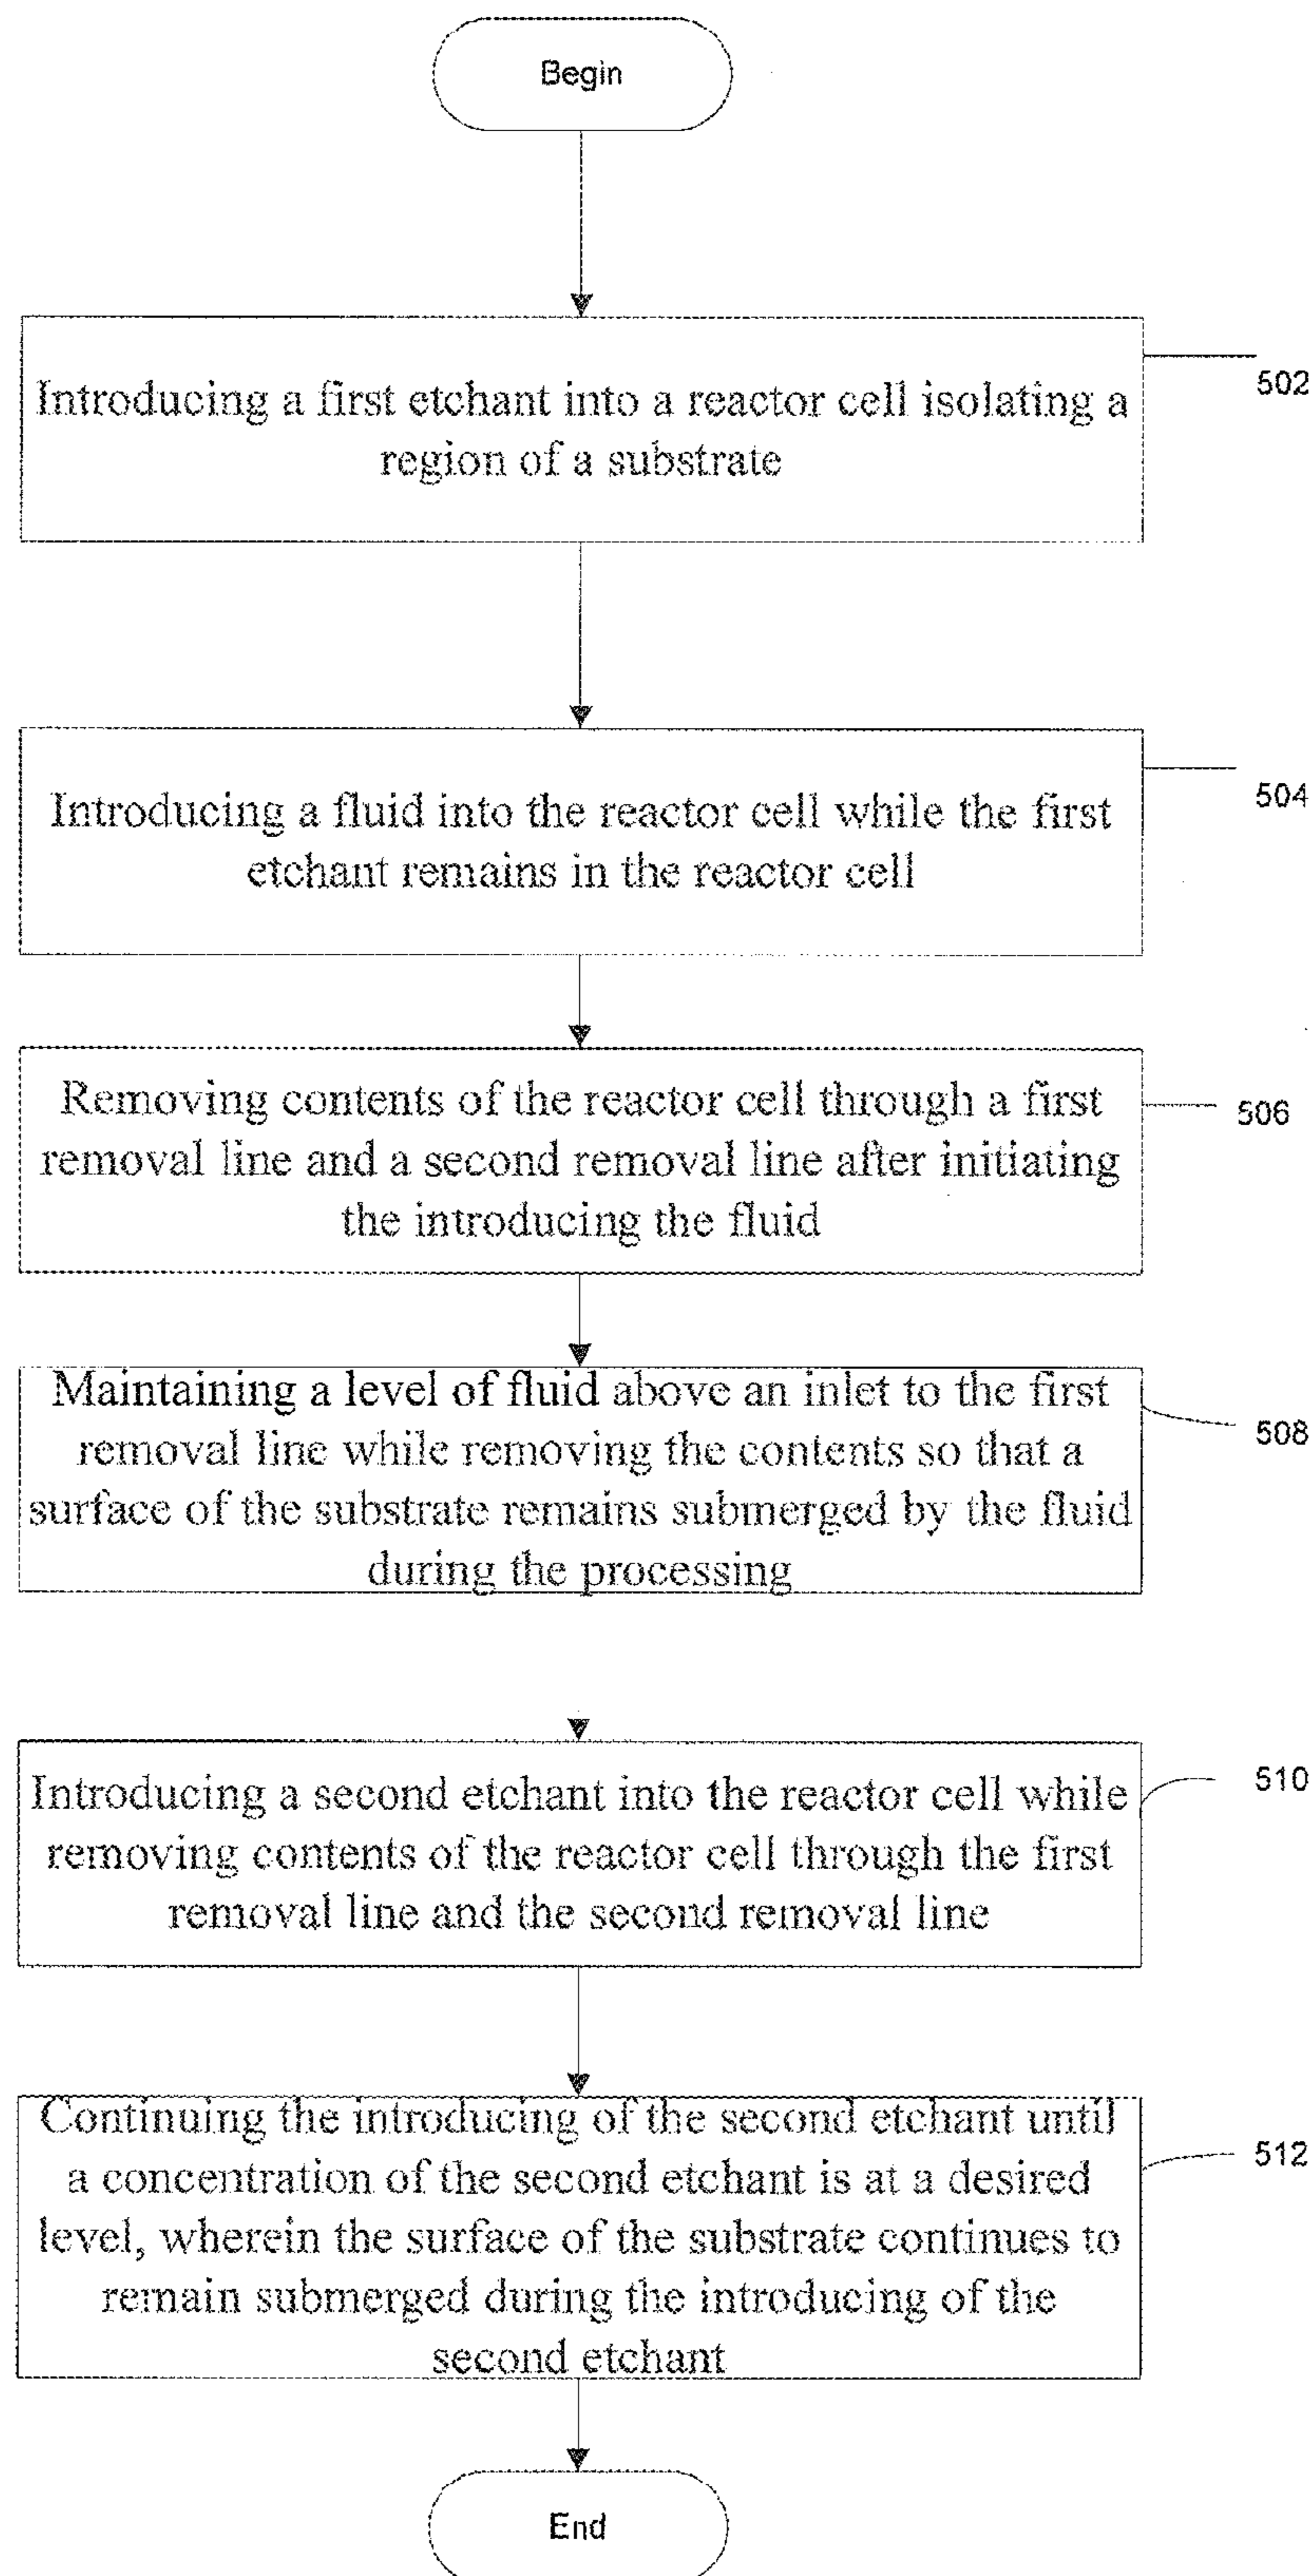 Begin
Introducing a first etchant into a reactor cell isolating a
region of a substrate
502
Introducing a fluid into the reactor cell while the first
etchant remains in the reactor cell
504
Removing contents of the reactor cell through a first
removal line and a second removal line after initiating
the introducing the fluid
506
Maintaining a level of fluid above an inlet to the first
removal line while removing the contents so that a
surface of the substrate remains submerged by the fluid
during the processing
508
Introducing a second etchant into the reactor cell while
removing contents of the reactor cell through the first
removal line and the second removal line
510
Continuing the introducing of the second etchant until
a concentration of the second etchant is at a desired
level, wherein the surface of the substrate continues to
remain submerged during the introducing of the
second etchant
512
End